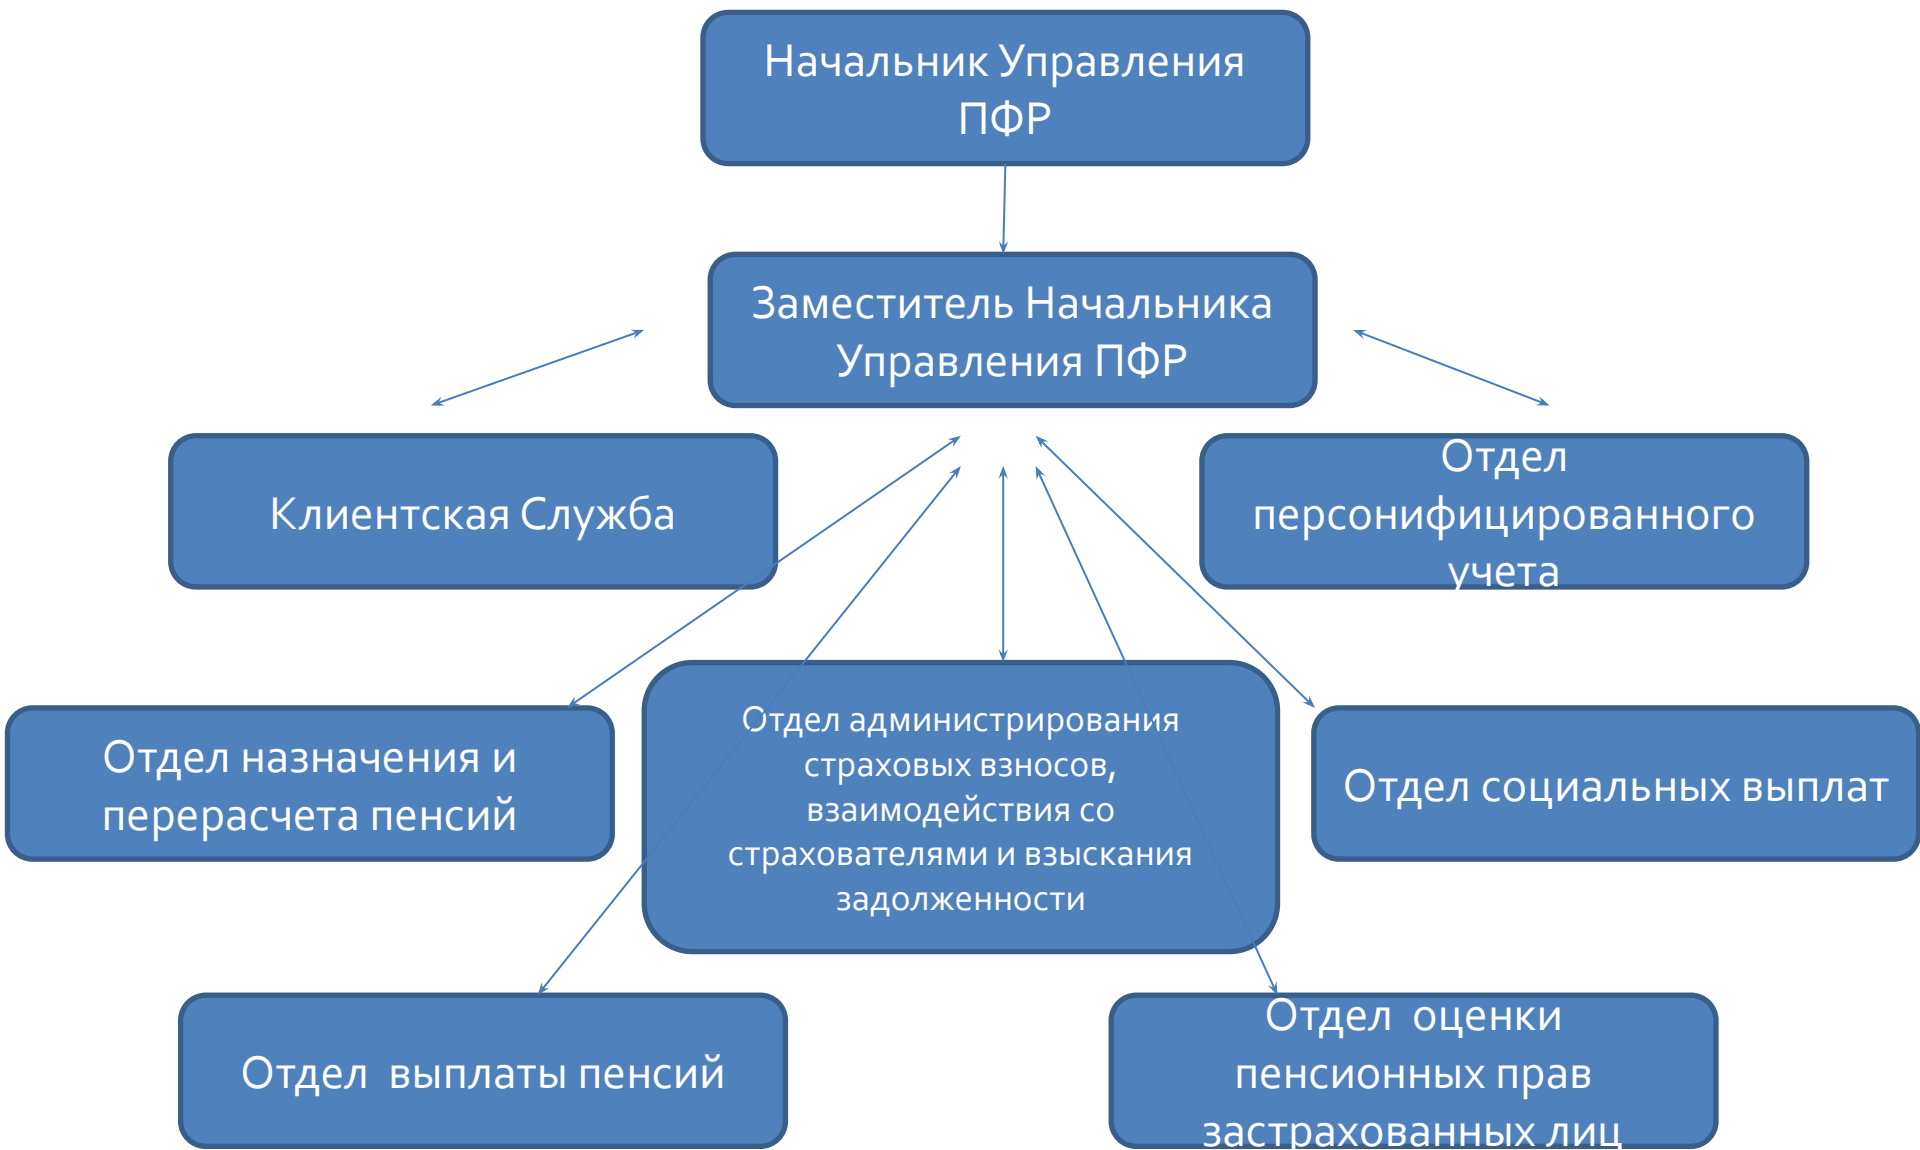 Начальник Управления
ПФР
Заместитель Начальника
Управления ПФР
Клиентская Служба
Отдел
персонифицированного
учета
Отдел назначения и
перерасчета пенсий
Отдел администрирования
страховых взносов,
взаимодействия со
страхователями и взыскания
задолженности
Отдел социальных выплат
Отдел выплаты пенсий
Отдел оценки
пенсионных прав
застрахованных лиц